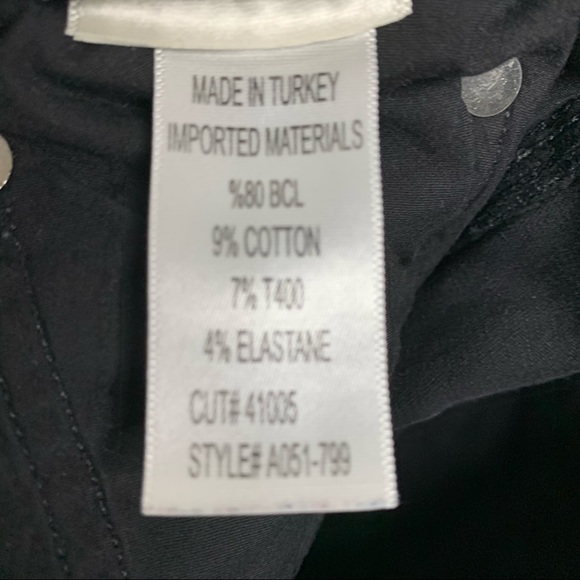 MADE IN TURKEY
IMPORTED MATERIALS
%80 BCL
9% COTTON
7% T400
4% ELASTANE
CUT# 41005
STYLE# A051-799